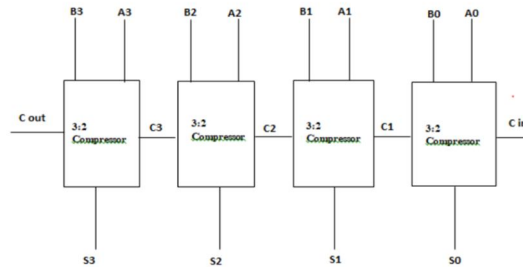 B3 A3 B2 A2 B1 A1 B0 A0
C out 3:2 Compressor C3 3:2 Compressor C2 3:2 Compressor C1 3:2 Compressor C in
S3 S2 S1 S0